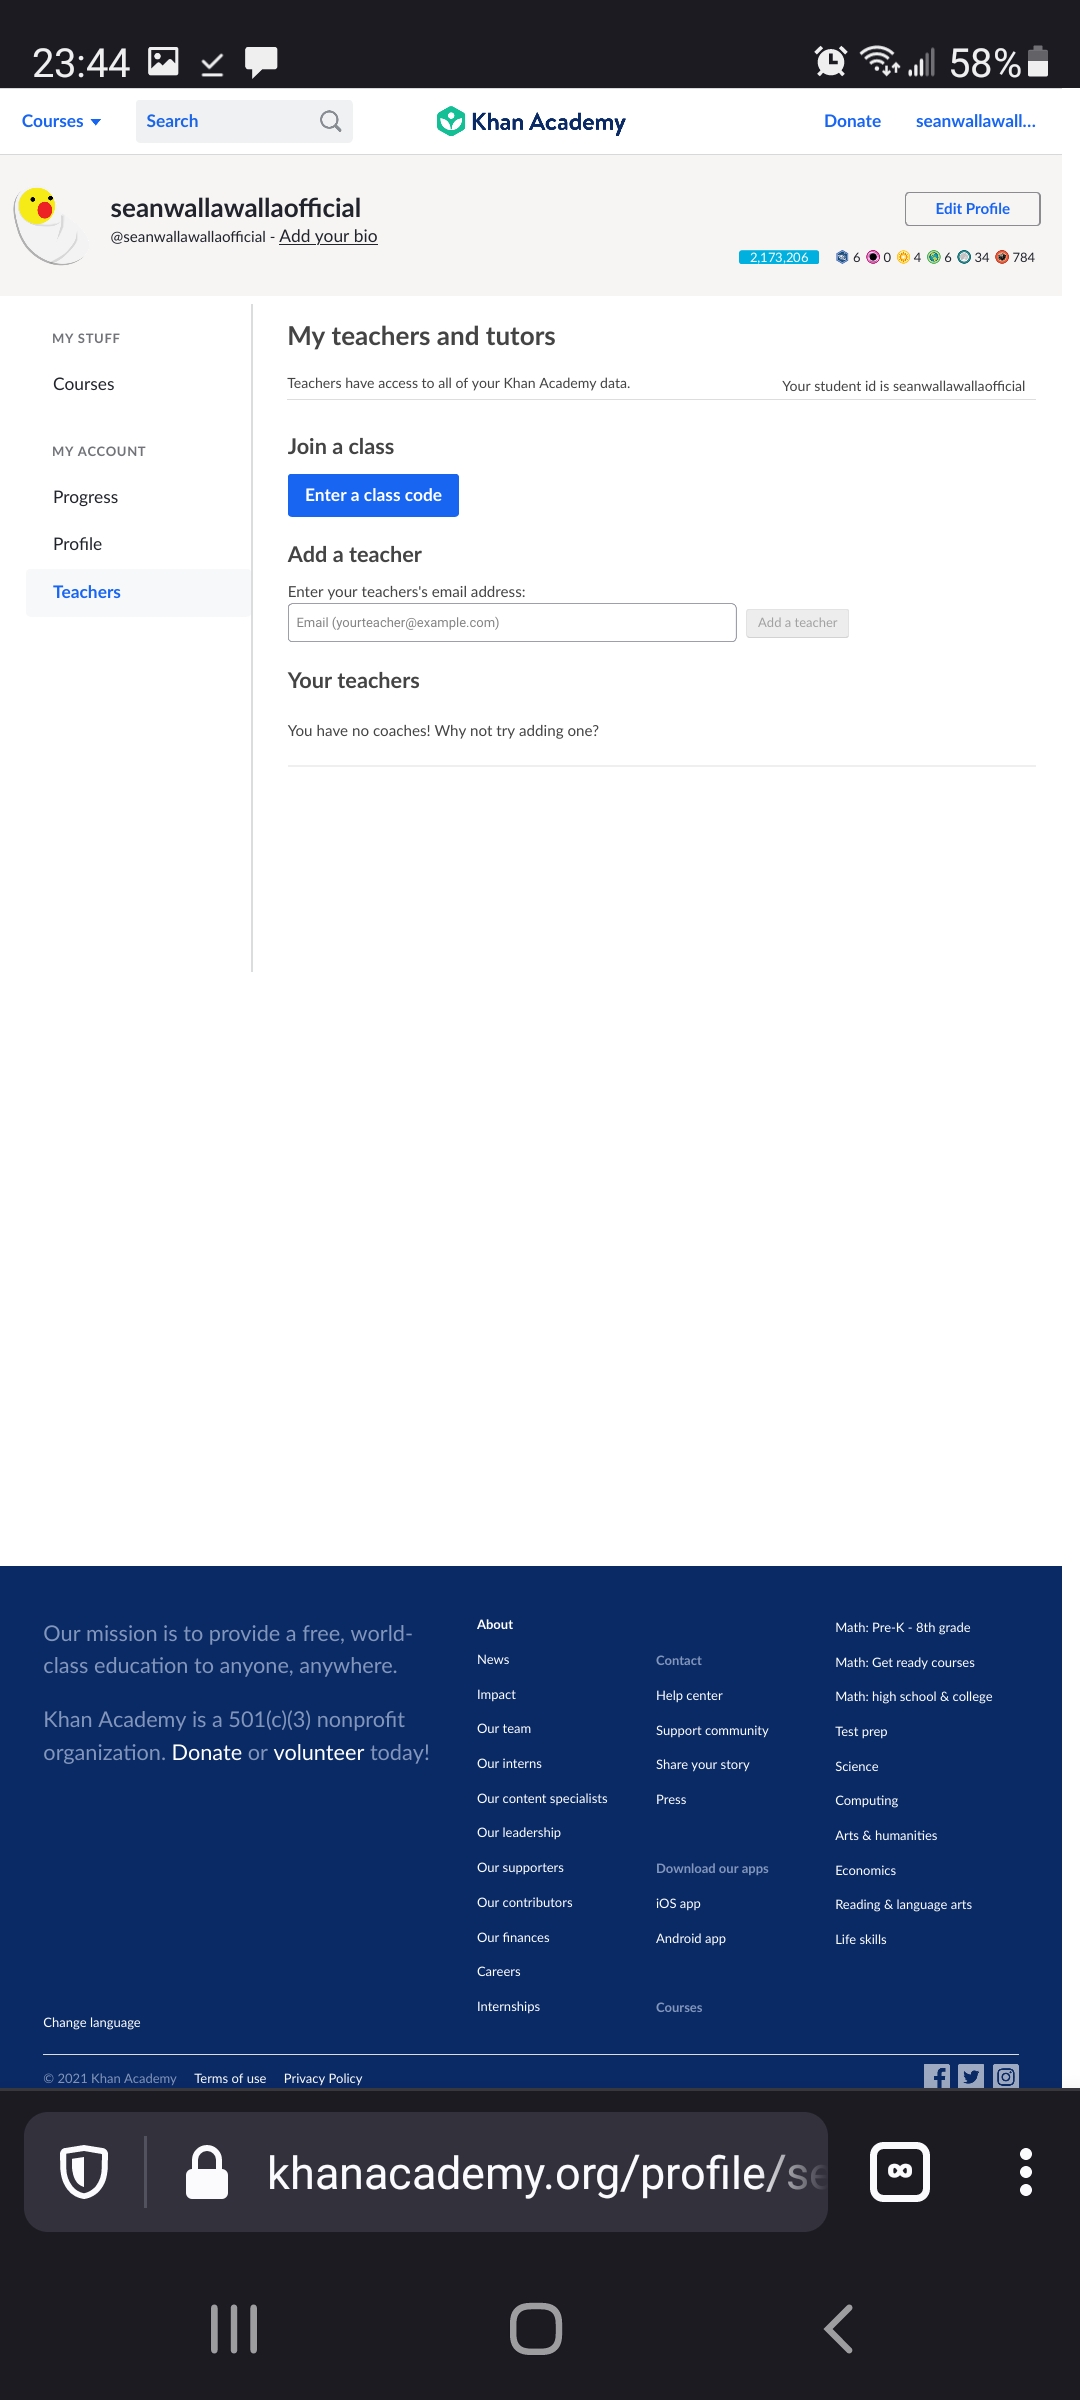 23:44
58%
Courses
Search
Khan Academy
Donate
seanwallawall...
seanwallawallaofficial
@seanwallawallaofficial - Add your bio
Edit Profile
2,173,206 6 0 4 6 34 784
MY STUFF
Courses
MY ACCOUNT
Progress
Profile
Teachers
My teachers and tutors
Teachers have access to all of your Khan Academy data.
Your student id is seanwallawallaofficial
Join a class
Enter a class code
Add a teacher
Enter your teachers's email address:
Email (yourteacher@example.com)
Add a teacher
Your teachers
You have no coaches! Why not try adding one?
Our mission is to provide a free, world-
class education to anyone, anywhere.
Khan Academy is a 501(c)(3) nonprofit
organization. Donate or volunteer today!
Change language
About
News
Impact
Our team
Our interns
Our content specialists
Our leadership
Our supporters
Our contributors
Our finances
Careers
Internships
Contact
Help center
Support community
Share your story
Press
Download our apps
iOS app
Android app
Courses
Math: Pre-K - 8th grade
Math: Get ready courses
Math: high school & college
Test prep
Science
Computing
Arts & humanities
Economics
Reading & language arts
Life skills
© 2021 Khan Academy Terms of use Privacy Policy
khanacademy.org/profile/se